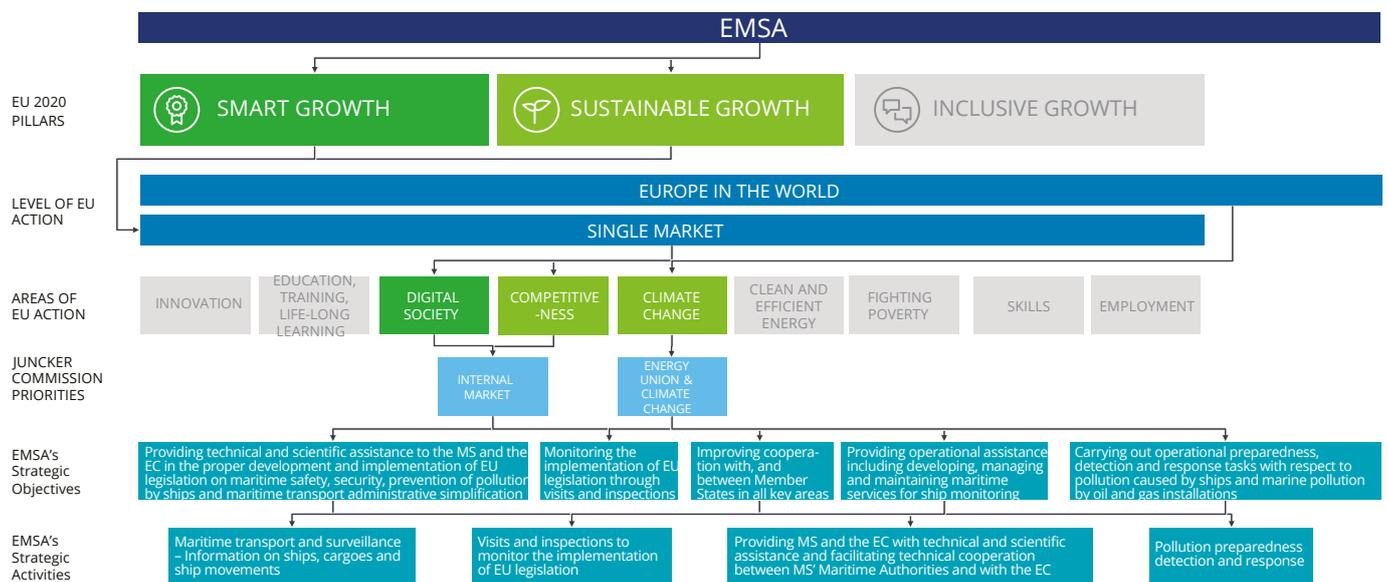 EMSA
EU 2020
PILLARS
SMART GROWTH
SUSTAINABLE GROWTH
INCLUSIVE GROWTH
LEVEL OF EU
ACTION
EUROPE IN THE WORLD
SINGLE MARKET
AREAS OF
EU ACTION
INNOVATION
EDUCATION,
TRAINING,
LIFE-LONG
LEARNING
DIGITAL
SOCIETY
COMPETITIVE
-NESS
CLIMATE
CHANGE
CLEAN AND
EFFICIENT
ENERGY
FIGHTING
POVERTY
SKILLS
EMPLOYMENT
JUNCKER
COMMISSION
PRIORITIES
INTERNAL
MARKET
ENERGY
UNION &
CLIMATE
CHANGE
EMSA's
Strategic
Objectives
Providing technical and scientific assistance to the MS and the
EC in the proper development and implementation of EU
legislation on maritime safety, security, prevention of pollution
by ships and maritime transport administrative simplification
Monitoring the
implementation of EU
legislation through
visits and inspections
Improving coopera-
tion with, and
between Member
States in all key areas
Providing operational assistance
including developing, managing
and maintaining maritime
services for ship monitoring
Carrying out operational preparedness,
detection and response tasks with respect to
pollution caused by ships and marine pollution
by oil and gas installations
EMSA's
Strategic
Activities
Maritime transport and surveillance
– Information on ships, cargoes and
ship movements
Visits and inspections to
monitor the implementation
of EU legislation
Providing MS and the EC with technical and scientific
assistance and facilitating technical cooperation
between MS' Maritime Authorities and with the EC
Pollution preparedness
detection and response